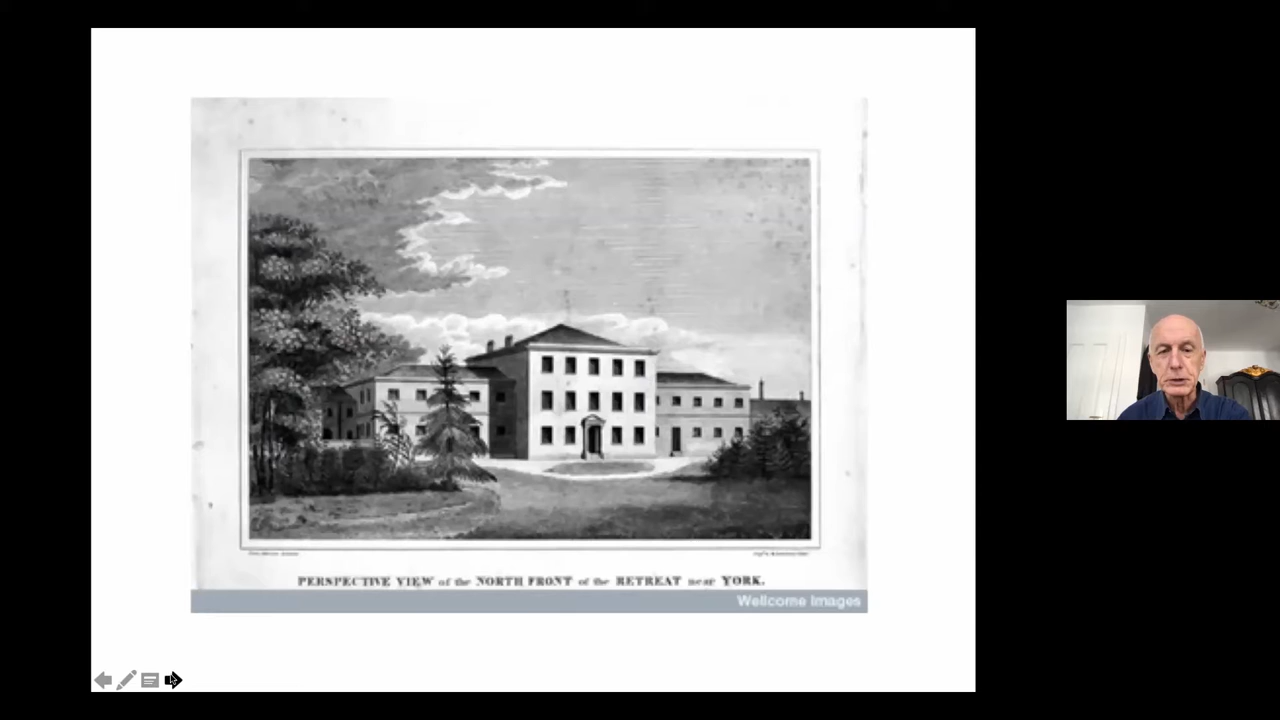 PERSPECTIVE VIEW of the NORTH FRONT of the RETREAT near YORK.
Wellcome Images